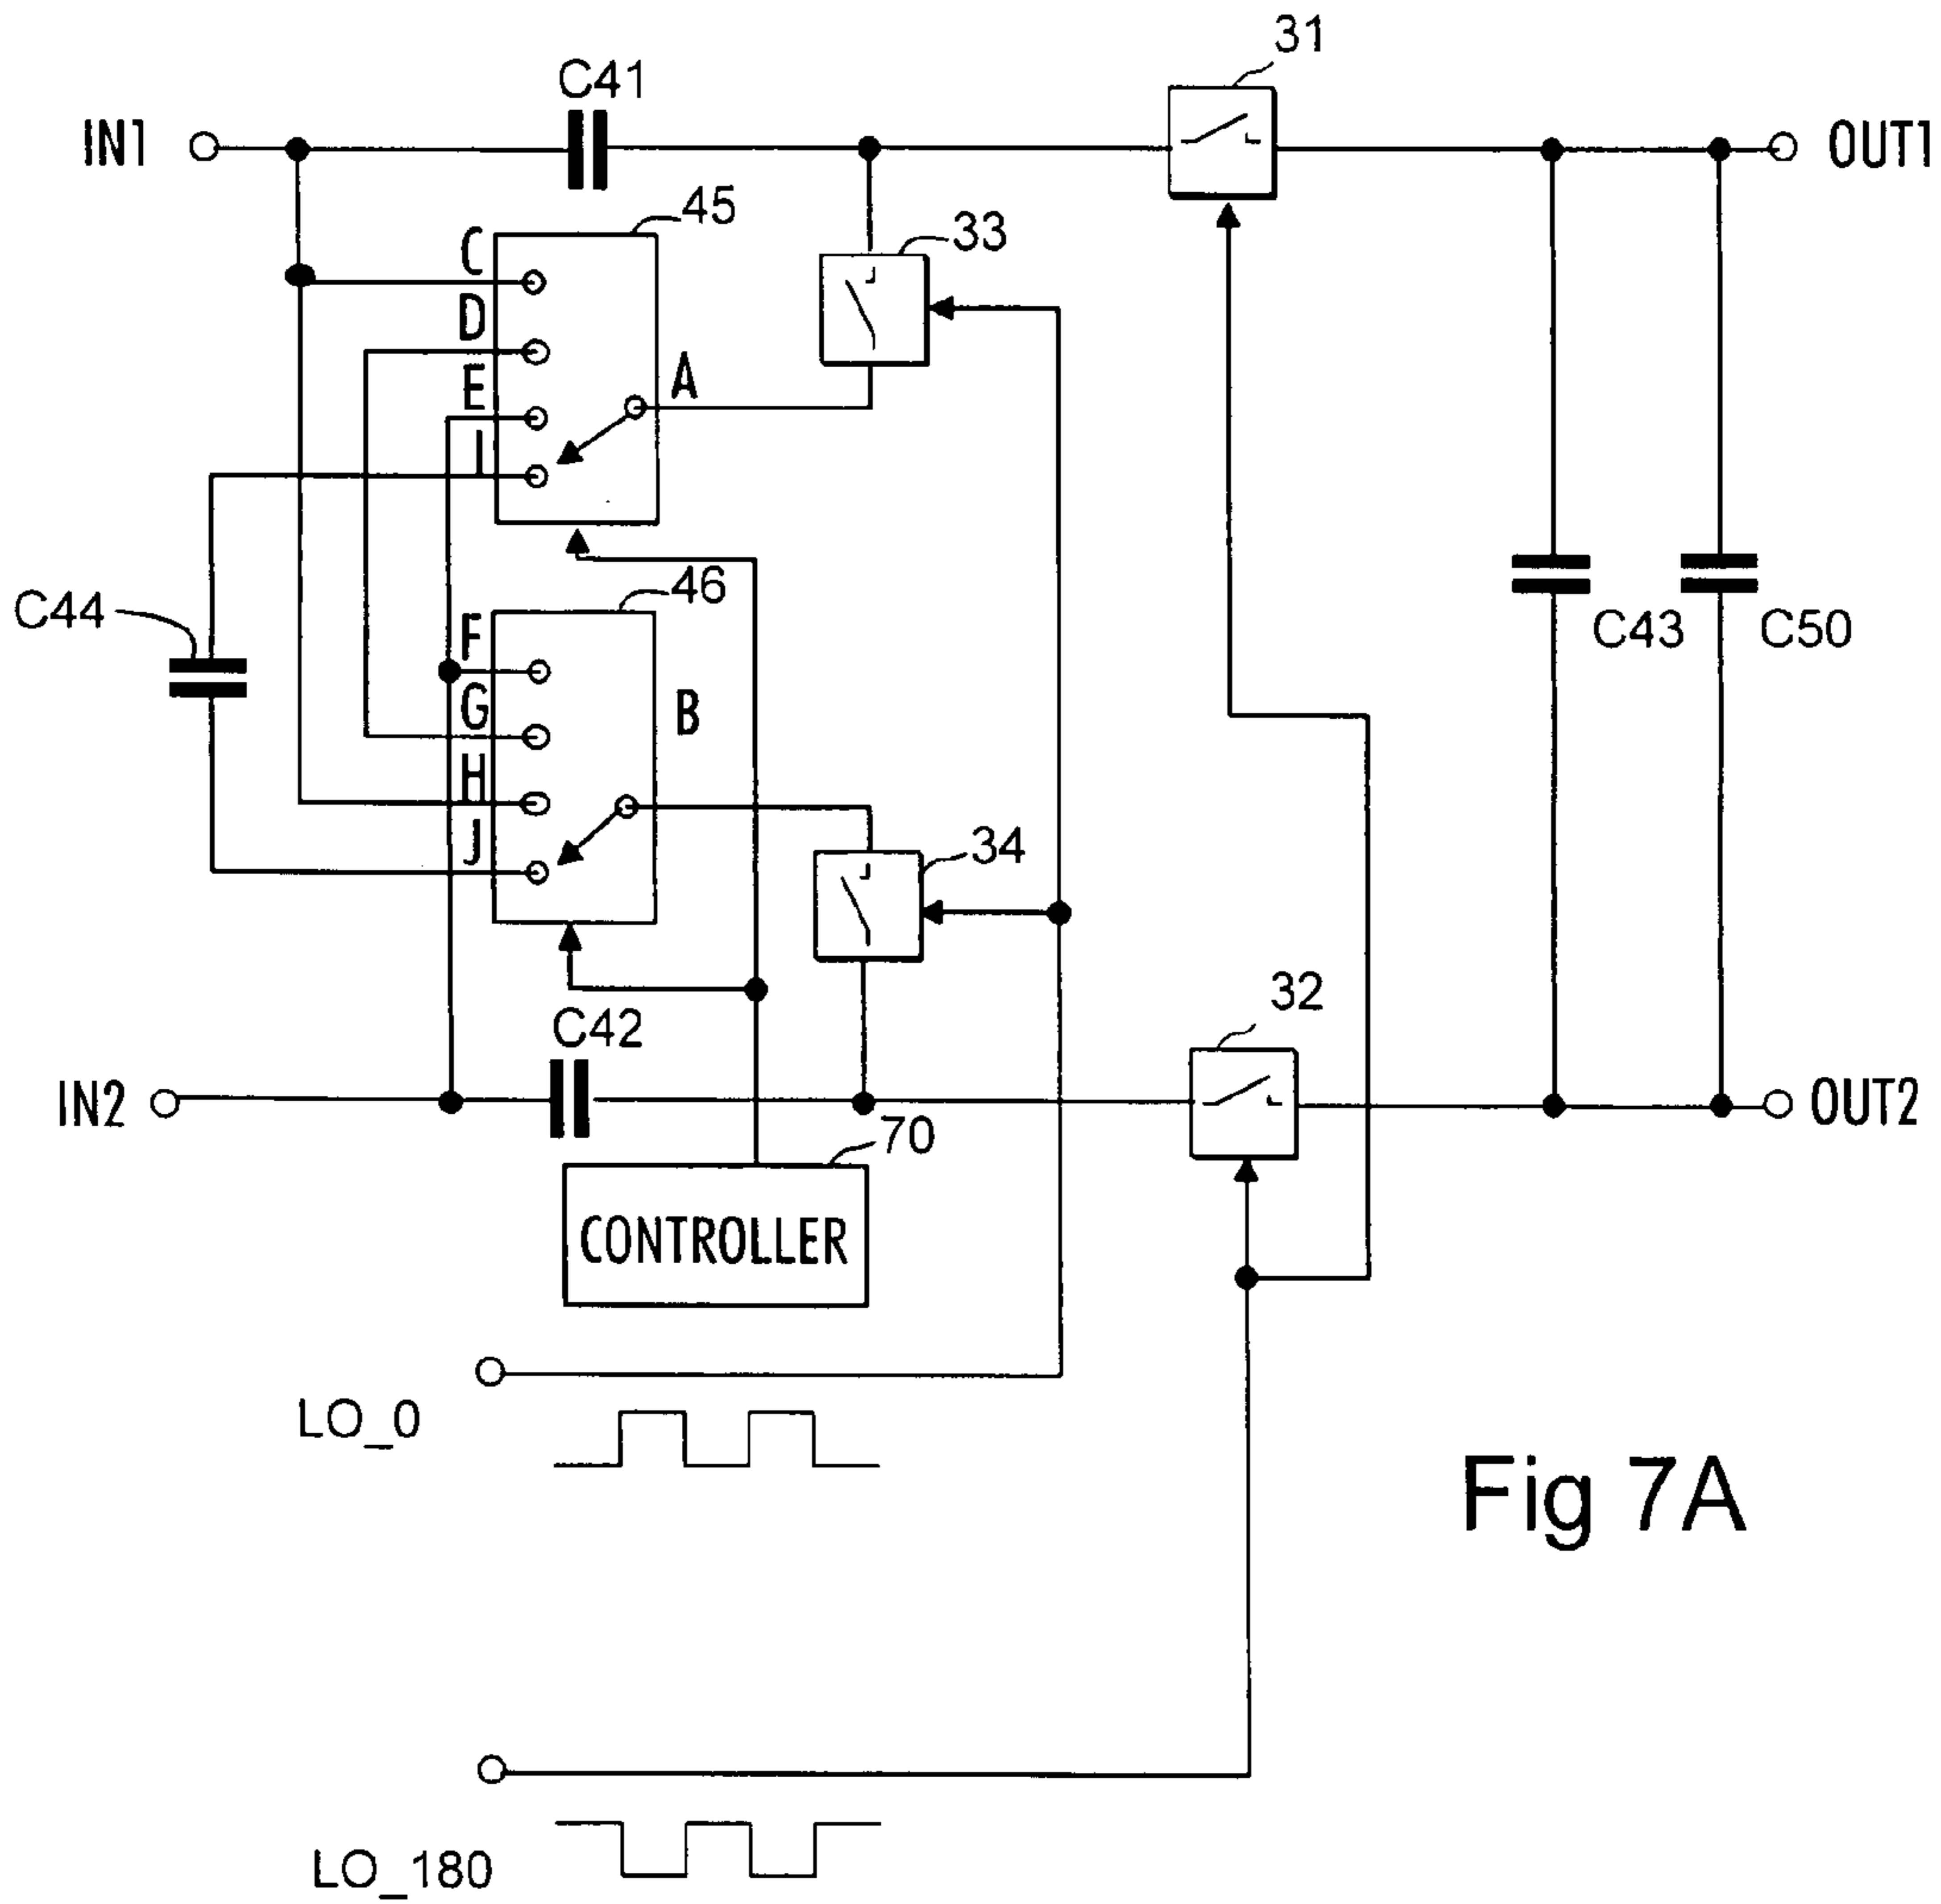 31
C41
IN1
OUT1
45
C
33
D
E
A
I
46
C44
F
C43
C50
G
B
H
J
34
32
C42
IN2
OUT2
70
CONTROLLER
LO_0
Fig 7A
LO_180